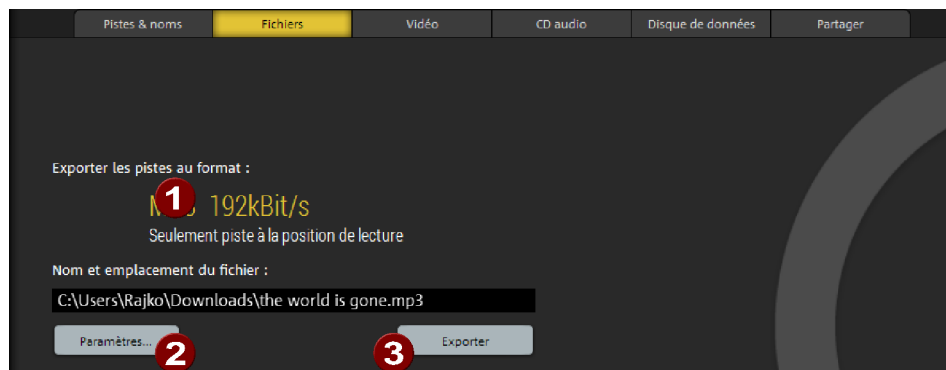 Pistes & noms Fichiers Vidéo CD audio Disque de données Partager
Exporter les pistes au format :
1
192kBit/s
Seulement piste à la position de lecture
Nom et emplacement du fichier :
C:\Users\Rajko\Downloads\the world is gone.mp3
Paramètres... Exporter
2 3